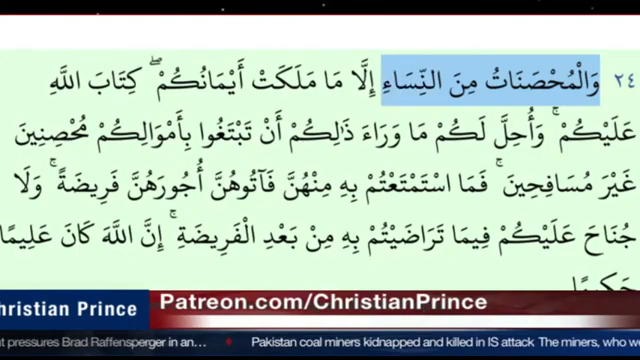 ٢٤ وَالْمُحْصَنَاتُ مِنَ النِّسَاءِ إِلَّا مَا مَلَكَتْ أَيْمَانُكُمْ ۖ كِتَابَ اللَّهِ
عَلَيْكُمْ ۚ وَأُحِلَّ لَكُمْ مَا وَرَاءَ ذَٰلِكُمْ أَنْ تَبْتَغُوا بِأَمْوَالِكُمْ مُحْصِنِينَ
غَيْرَ مُسَافِحِينَ ۚ فَمَا اسْتَمْتَعْتُمْ بِهِ مِنْهُنَّ فَآتُوهُنَّ أُجُورَهُنَّ فَرِيضَةً ۚ وَلَا
جُنَاحَ عَلَيْكُمْ فِيمَا تَرَاضَيْتُمْ بِهِ مِنْ بَعْدِ الْفَرِيضَةِ ۚ إِنَّ اللَّهَ كَانَ عَلِيمًا
Patreon.com/ChristianPrince
hristian Prince
t pressures Brad Raffensperger in an… Pakistan coal miners kidnapped and killed in IS attack. The miners, who w